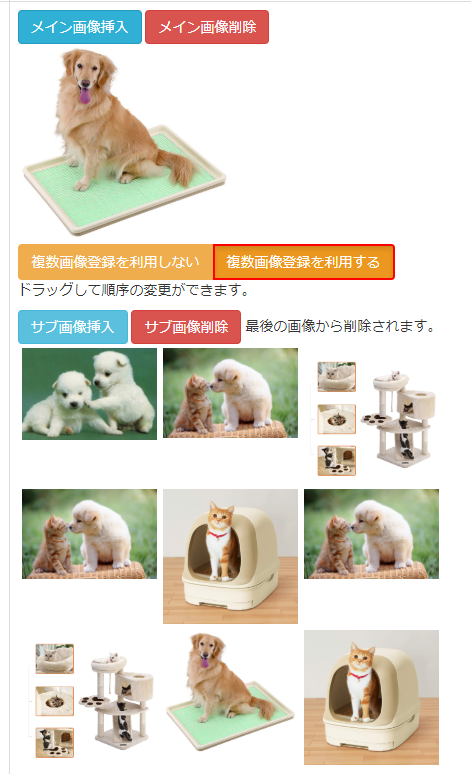 メイン画像挿入 メイン画像削除
複数画像登録を利用しない 複数画像登録を利用する
ドラッグして順序の変更ができます。
サブ画像挿入 サブ画像削除 最後の画像から削除されます。